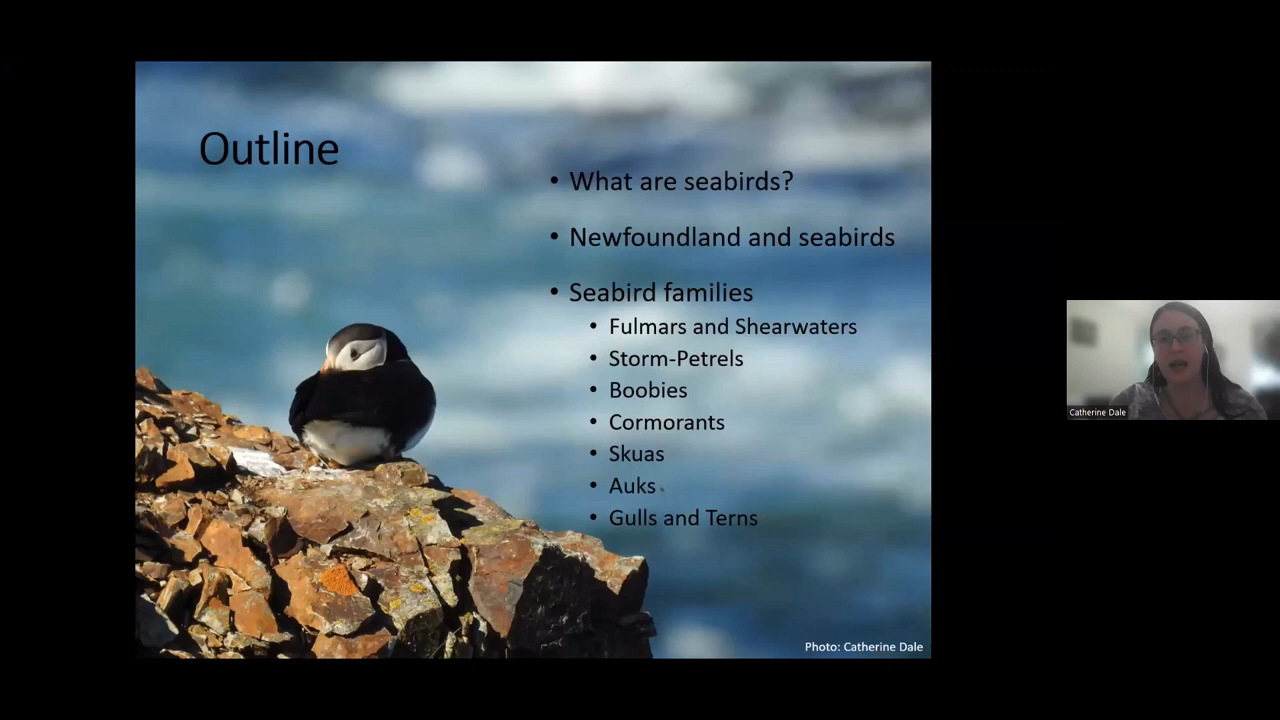 Outline
• What are seabirds?
• Newfoundland and seabirds
• Seabird families
• Fulmars and Shearwaters
• Storm-Petrels
• Boobies
• Cormorants
• Skuas
• Auks
• Gulls and Terns
Photo: Catherine Dale
Catherine Dale